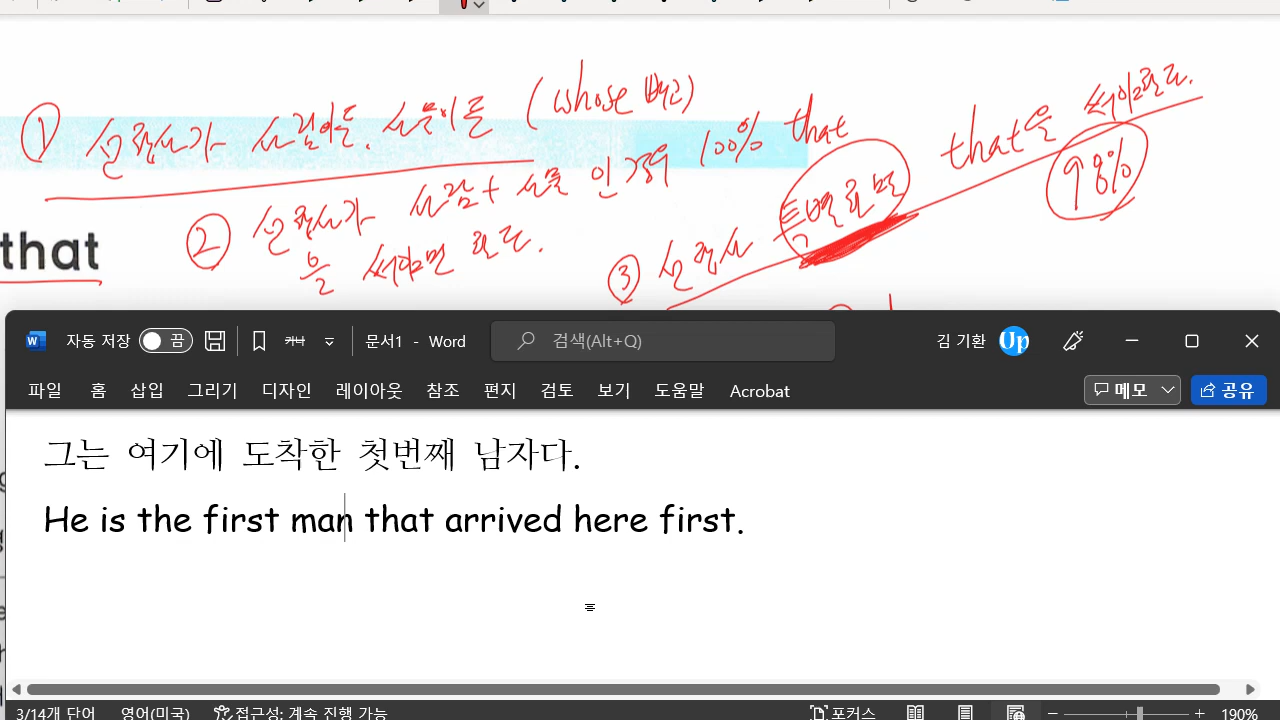 ① 선행사가 사람이든, 사물이든 (whose 빼고) 100% that
② 선행사가 사람 + 사물 인 경우 that을 써야만 한다.
을 써야만 한다.
③ 선행사 특별하면
98%
that
자동 저장 끔 가나 문서1 - Word 검색(Alt+Q) 김 기환 Up
파일 홈 삽입 그리기 디자인 레이아웃 참조 편지 검토 보기 도움말 Acrobat 메모 공유
그는 여기에 도착한 첫번째 남자다.
He is the first man that arrived here first.
3/14개 단어 영어(미국) 접근성: 계속 진행 가능 포커스 190%